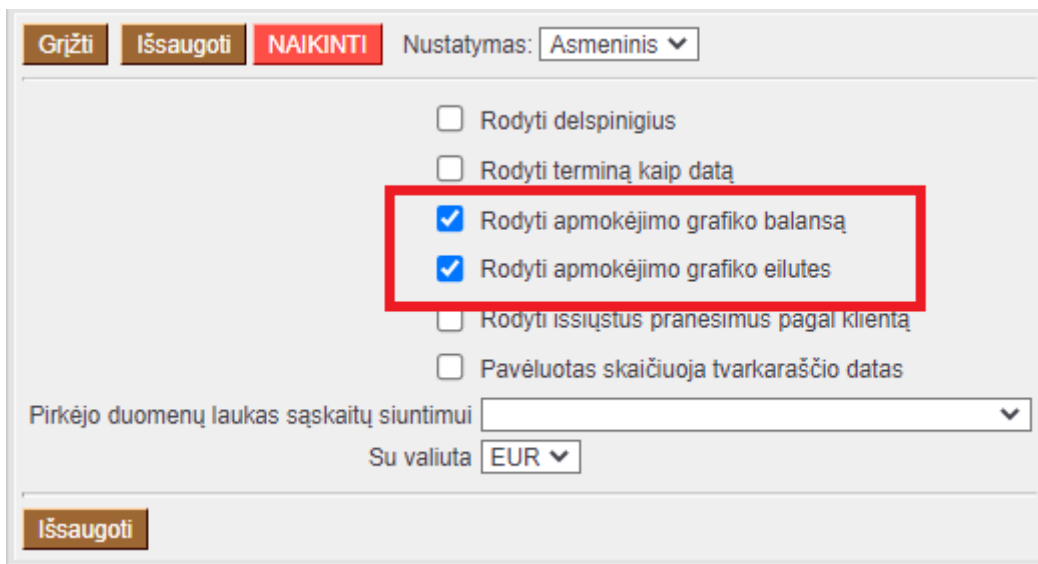 Grįžti Išsaugoti NAIKINTI Nustatymas: Asmeninis
Rodyti delspinigius
Rodyti terminą kaip datą
Rodyti apmokėjimo grafiko balansą
Rodyti apmokėjimo grafiko eilutes
Rodyti išsiųstus pranešimus pagal klientą
Pavėluotas skaičiuoja tvarkaraščio datas
Pirkėjo duomenų laukas sąskaitų siuntimui
Su valiuta EUR
Išsaugoti